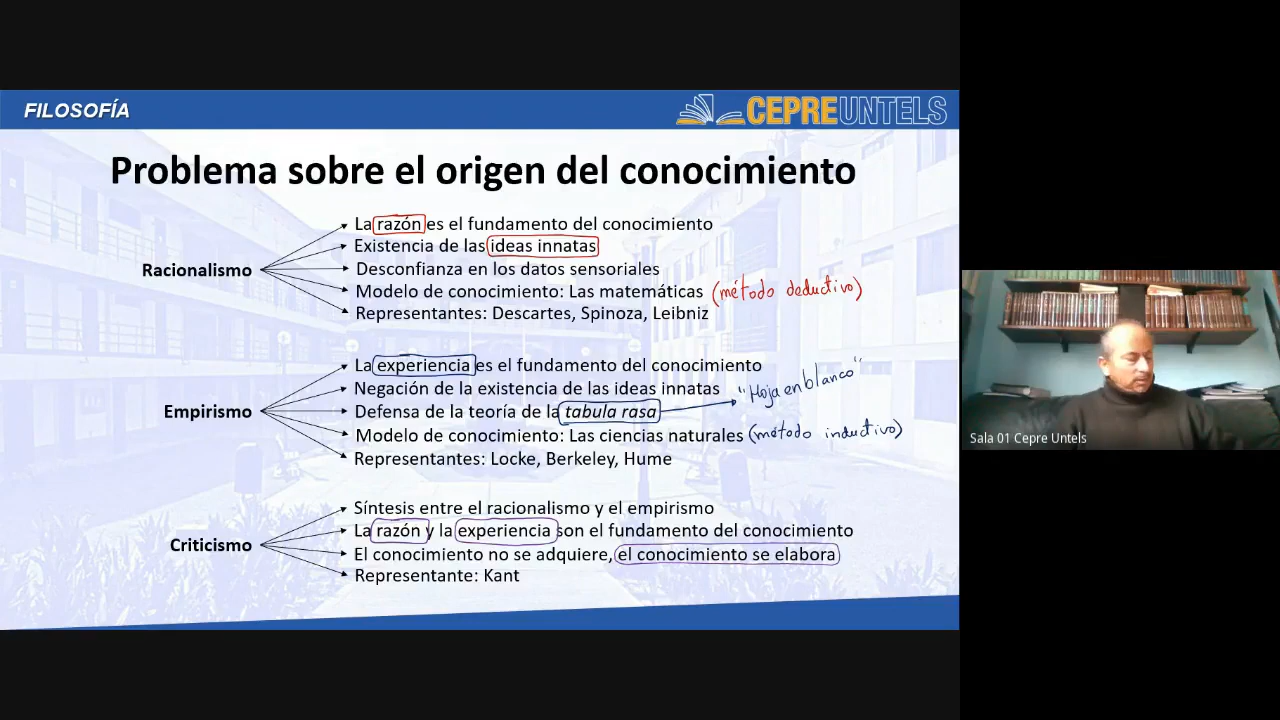 FILOSOFÍA
CEPREUNTELS
Problema sobre el origen del conocimiento
La razón es el fundamento del conocimiento
Existencia de las ideas innatas
Racionalismo
Desconfianza en los datos sensoriales
Modelo de conocimiento: Las matemáticas (método deductivo)
Representantes: Descartes, Spinoza, Leibniz
La experiencia es el fundamento del conocimiento
Negación de la existencia de las ideas innatas
Empirismo
Defensa de la teoría de la tabula rasa "Hoja en blanco"
Modelo de conocimiento: Las ciencias naturales (método inductivo)
Representantes: Locke, Berkeley, Hume
Síntesis entre el racionalismo y el empirismo
La razón y la experiencia son el fundamento del conocimiento
Criticismo
El conocimiento no se adquiere, el conocimiento se elabora
Representante: Kant
Sala 01 Cepre Untels